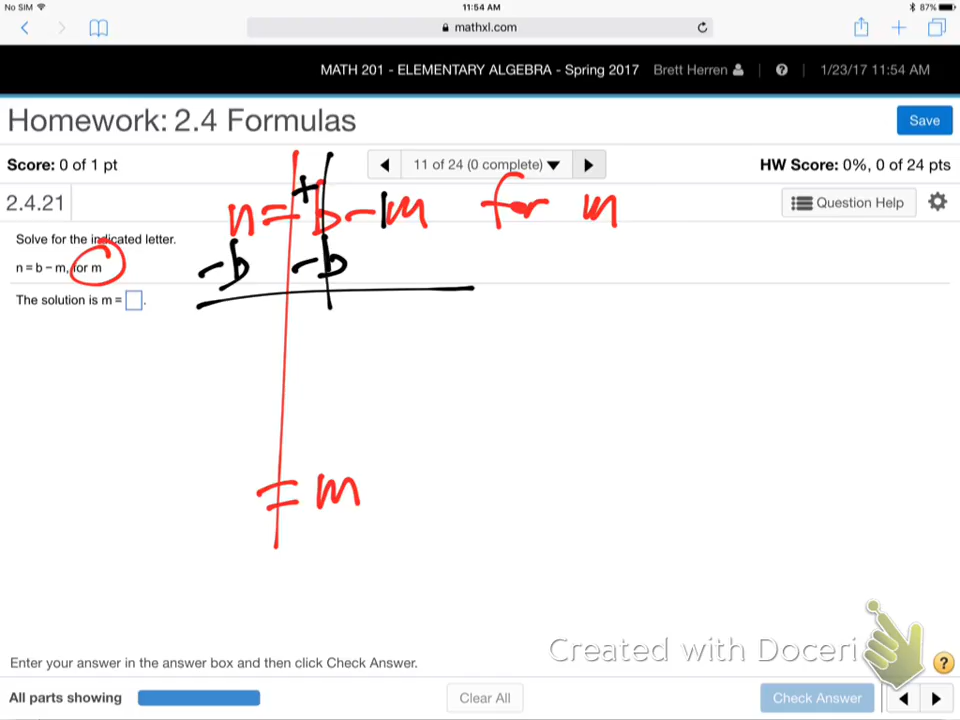 No SIM 11:54 AM 87%
mathxl.com
MATH 201 - ELEMENTARY ALGEBRA - Spring 2017 Brett Herren 1/23/17 11:54 AM
Homework: 2.4 Formulas Save
Score: 0 of 1 pt 11 of 24 (0 complete) HW Score: 0%, 0 of 24 pts
2.4.21 Question Help
n = +b - 1m for m
Solve for the indicated letter.
n = b − m, for m
-b -b
The solution is m = .
= m
Created with Doceri
Enter your answer in the answer box and then click Check Answer.
?
All parts showing Clear All Check Answer